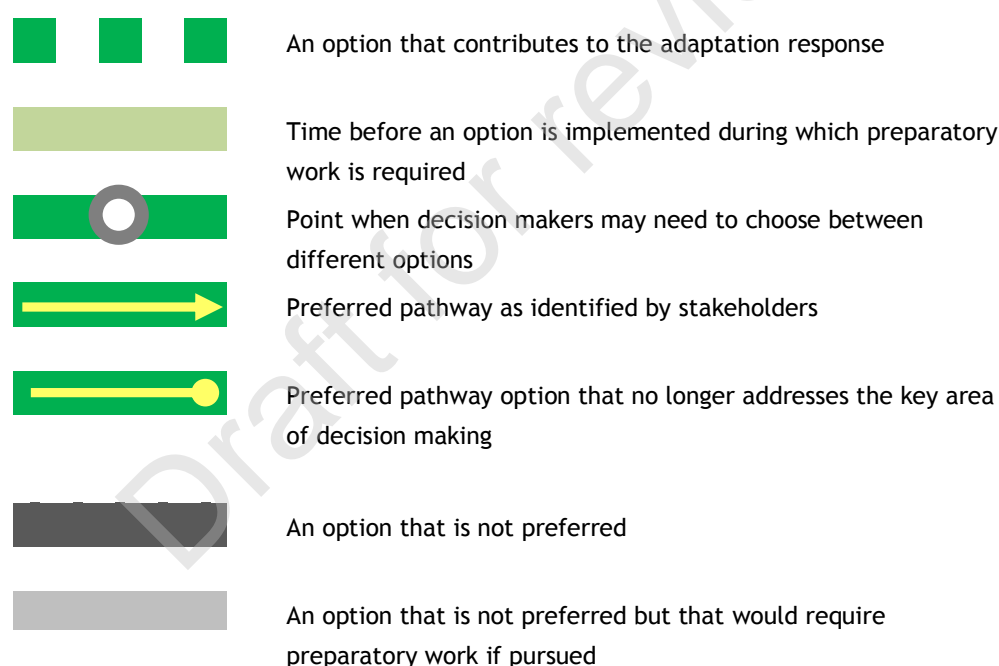 An option that contributes to the adaptation response
Time before an option is implemented during which preparatory
work is required
Point when decision makers may need to choose between
different options
Preferred pathway as identified by stakeholders
Preferred pathway option that no longer addresses the key area
of decision making
An option that is not preferred
An option that is not preferred but that would require
preparatory work if pursued
Draft for revi